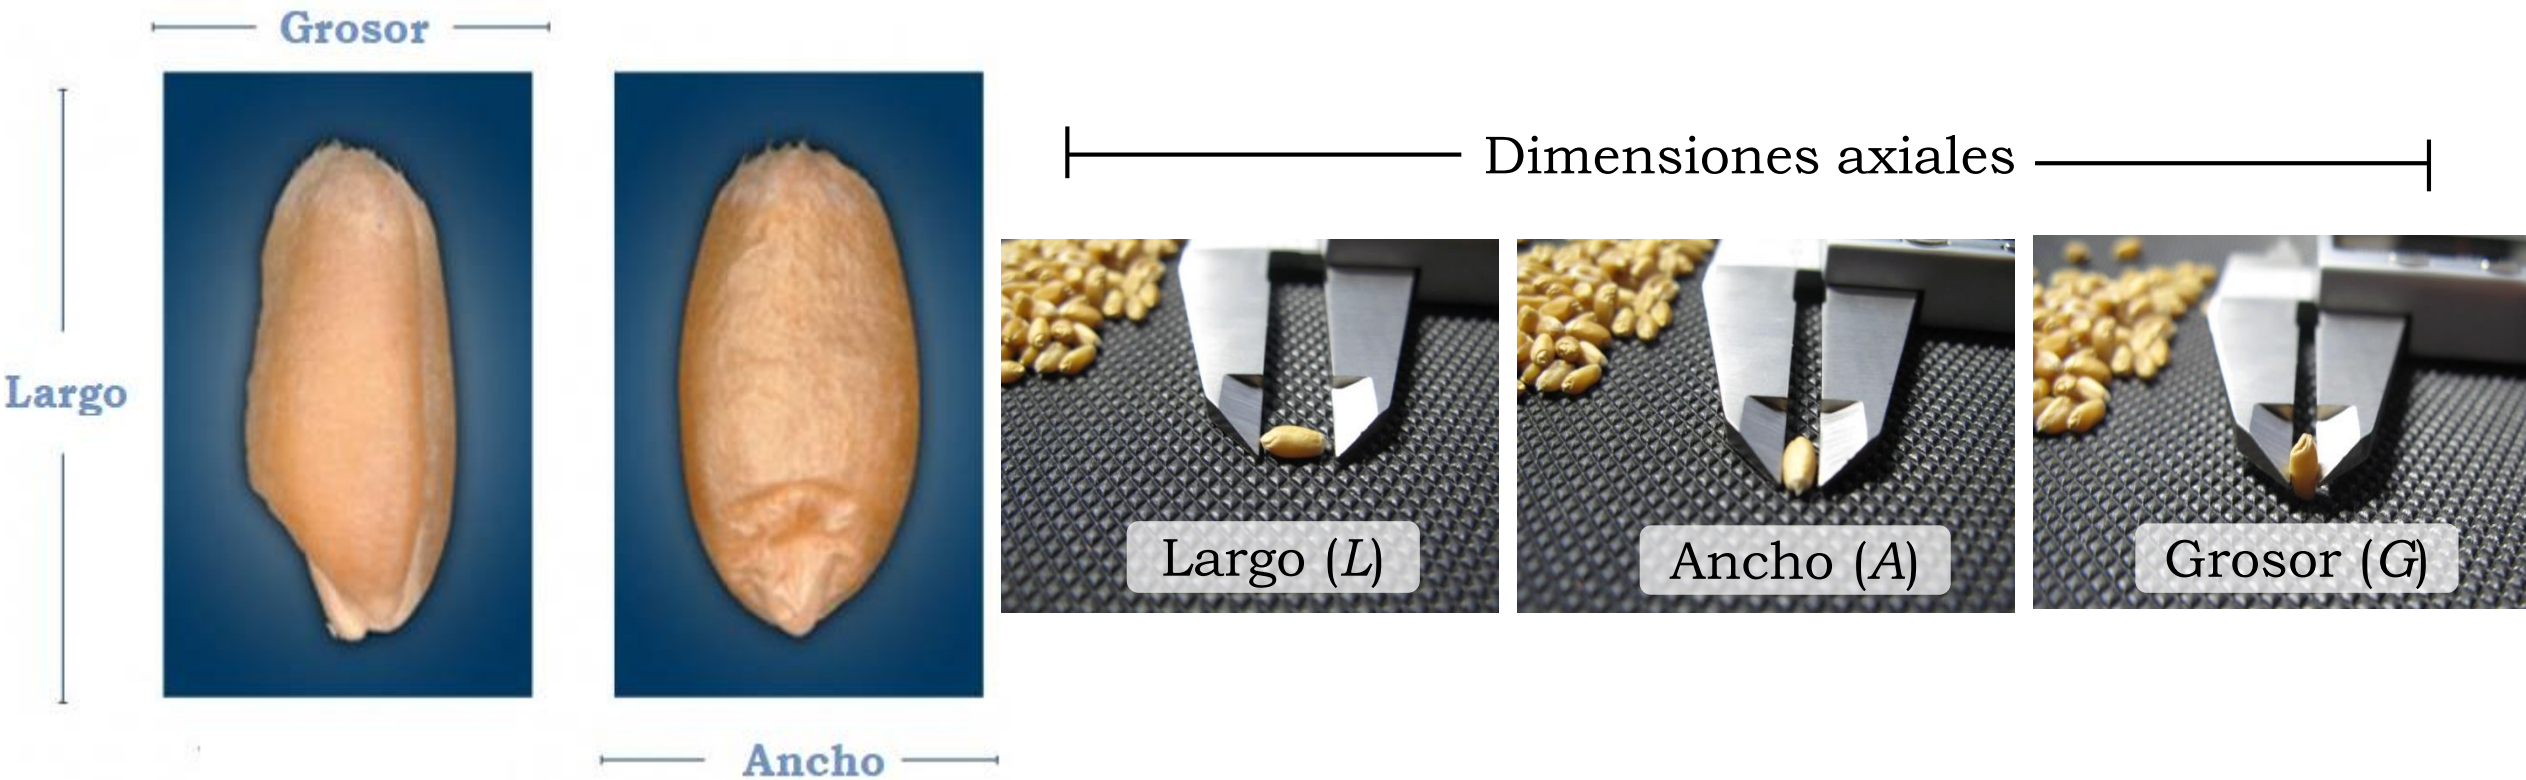 Grosor
Largo
Ancho
Dimensiones axiales
Largo (L)
Ancho (A)
Grosor (G)